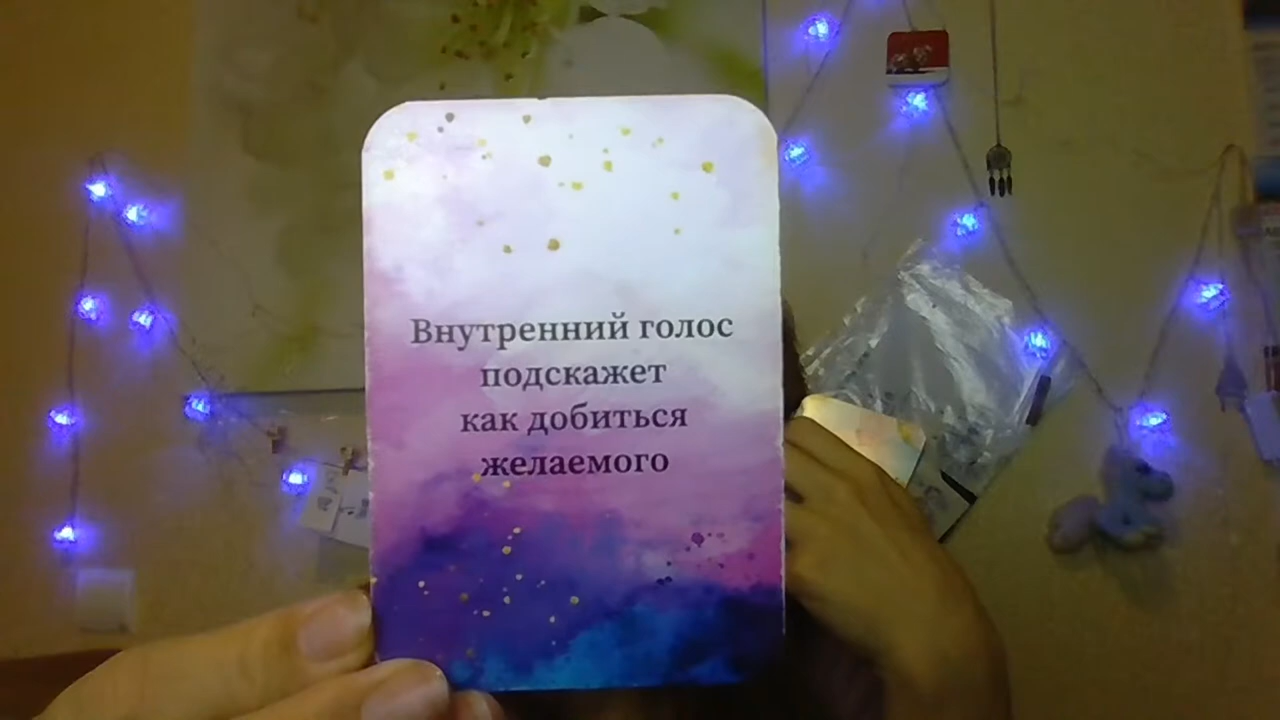 Внутренний голос
подскажет
как добиться
желаемого